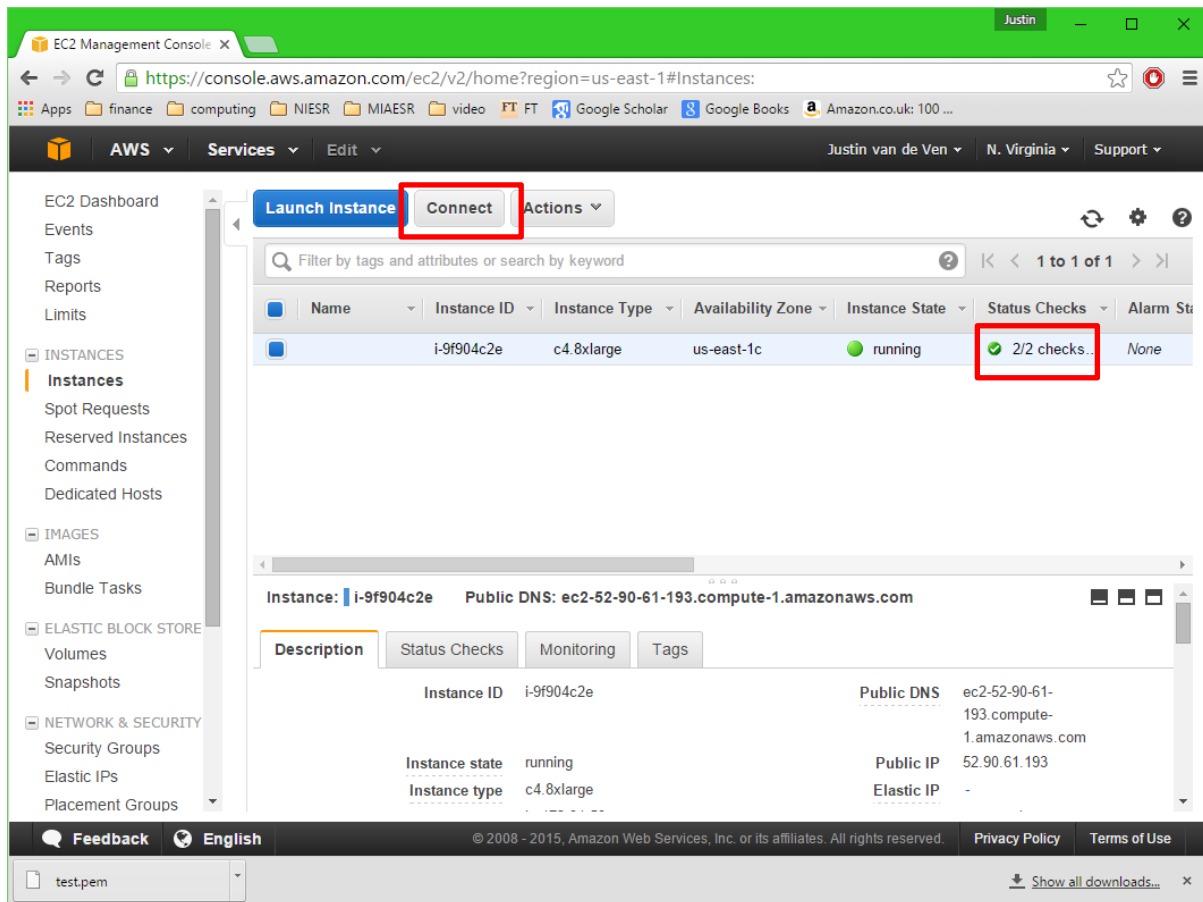 Justin
EC2 Management Console
https://console.aws.amazon.com/ec2/v2/home?region=us-east-1#Instances:
Apps finance computing NIESR MIAESR video FT FT Google Scholar Google Books Amazon.co.uk: 100 ...
AWS Services Edit Justin van de Ven N. Virginia Support
EC2 Dashboard
Events
Tags
Reports
Limits
INSTANCES
Instances
Spot Requests
Reserved Instances
Commands
Dedicated Hosts
IMAGES
AMIs
Bundle Tasks
ELASTIC BLOCK STORE
Volumes
Snapshots
NETWORK & SECURITY
Security Groups
Elastic IPs
Placement Groups
Launch Instance Connect Actions
Filter by tags and attributes or search by keyword 1 to 1 of 1
Name Instance ID Instance Type Availability Zone Instance State Status Checks Alarm Sta
i-9f904c2e c4.8xlarge us-east-1c running 2/2 checks... None
Instance: i-9f904c2e Public DNS: ec2-52-90-61-193.compute-1.amazonaws.com
Description Status Checks Monitoring Tags
Instance ID i-9f904c2e Public DNS ec2-52-90-61-
193.compute-
1.amazonaws.com
Instance state running Public IP 52.90.61.193
Instance type c4.8xlarge Elastic IP -
Feedback English © 2008 - 2015, Amazon Web Services, Inc. or its affiliates. All rights reserved. Privacy Policy Terms of Use
test.pem Show all downloads...